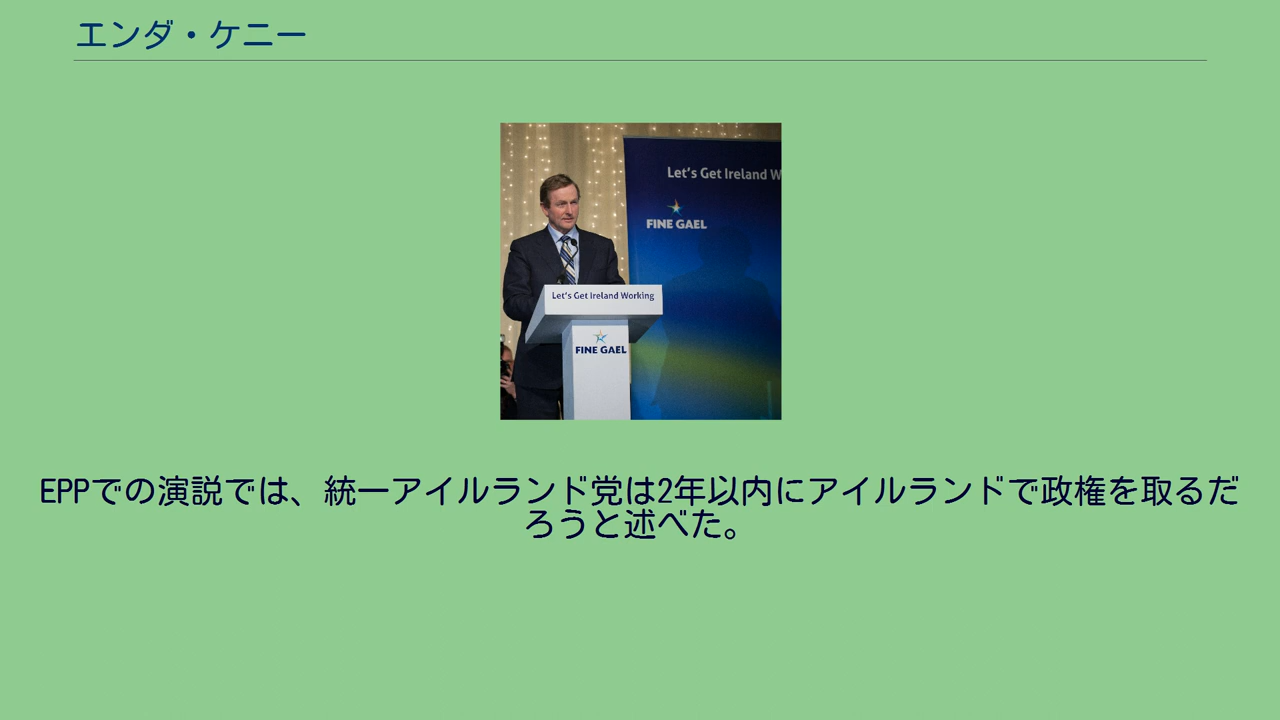 エンダ・ケニー
Let's Get Ireland W
FINE GAEL
Let's Get Ireland Working
FINE GAEL
EPPでの演説では、統一アイルランド党は2年以内にアイルランドで政権を取るだ
ろうと述べた。